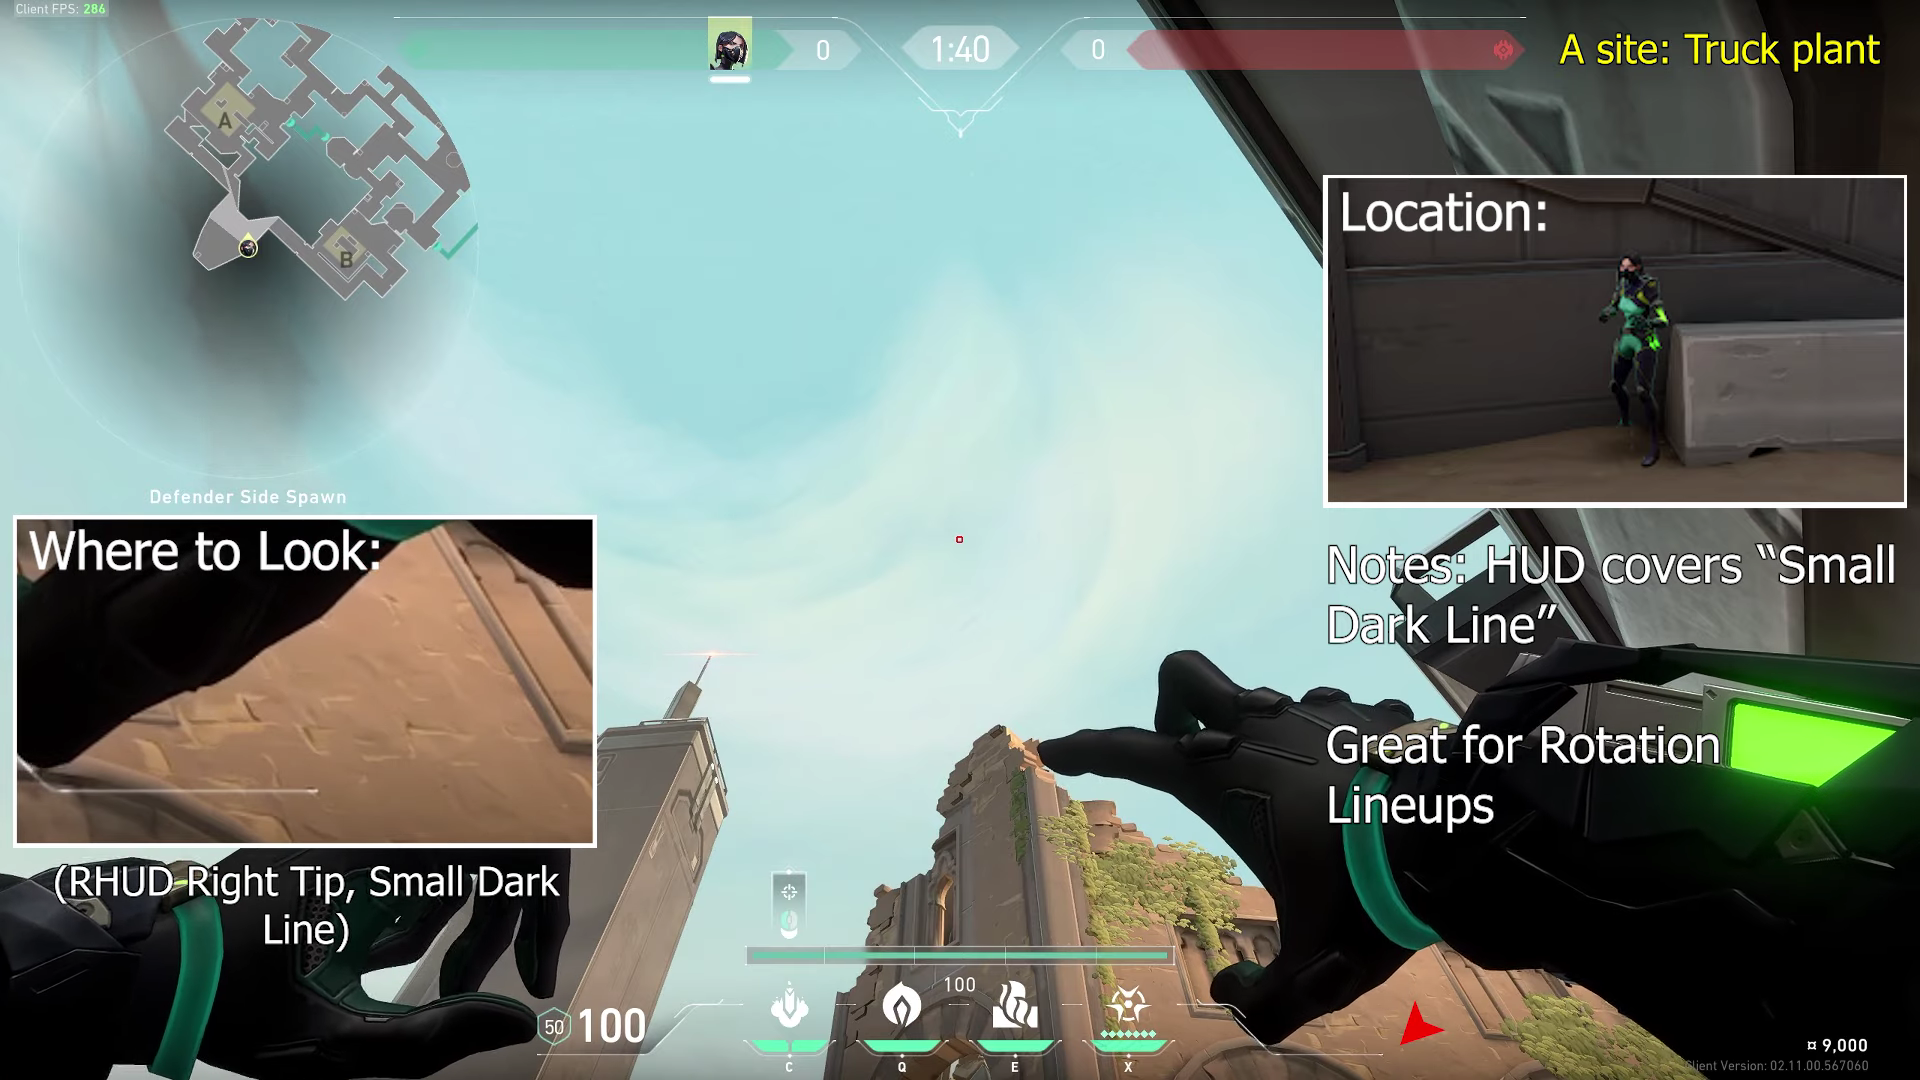 Client FPS: 286
0
1:40
0
A site: Truck plant
A
B
Defender Side Spawn
Location:
Where to Look:
(RHUD Right Tip, Small Dark
Line)
Notes: HUD covers “Small
Dark Line”
Great for Rotation
Lineups
50 100
100
C
Q
E
X
¤ 9,000
Client Version: 02.11.00.567060